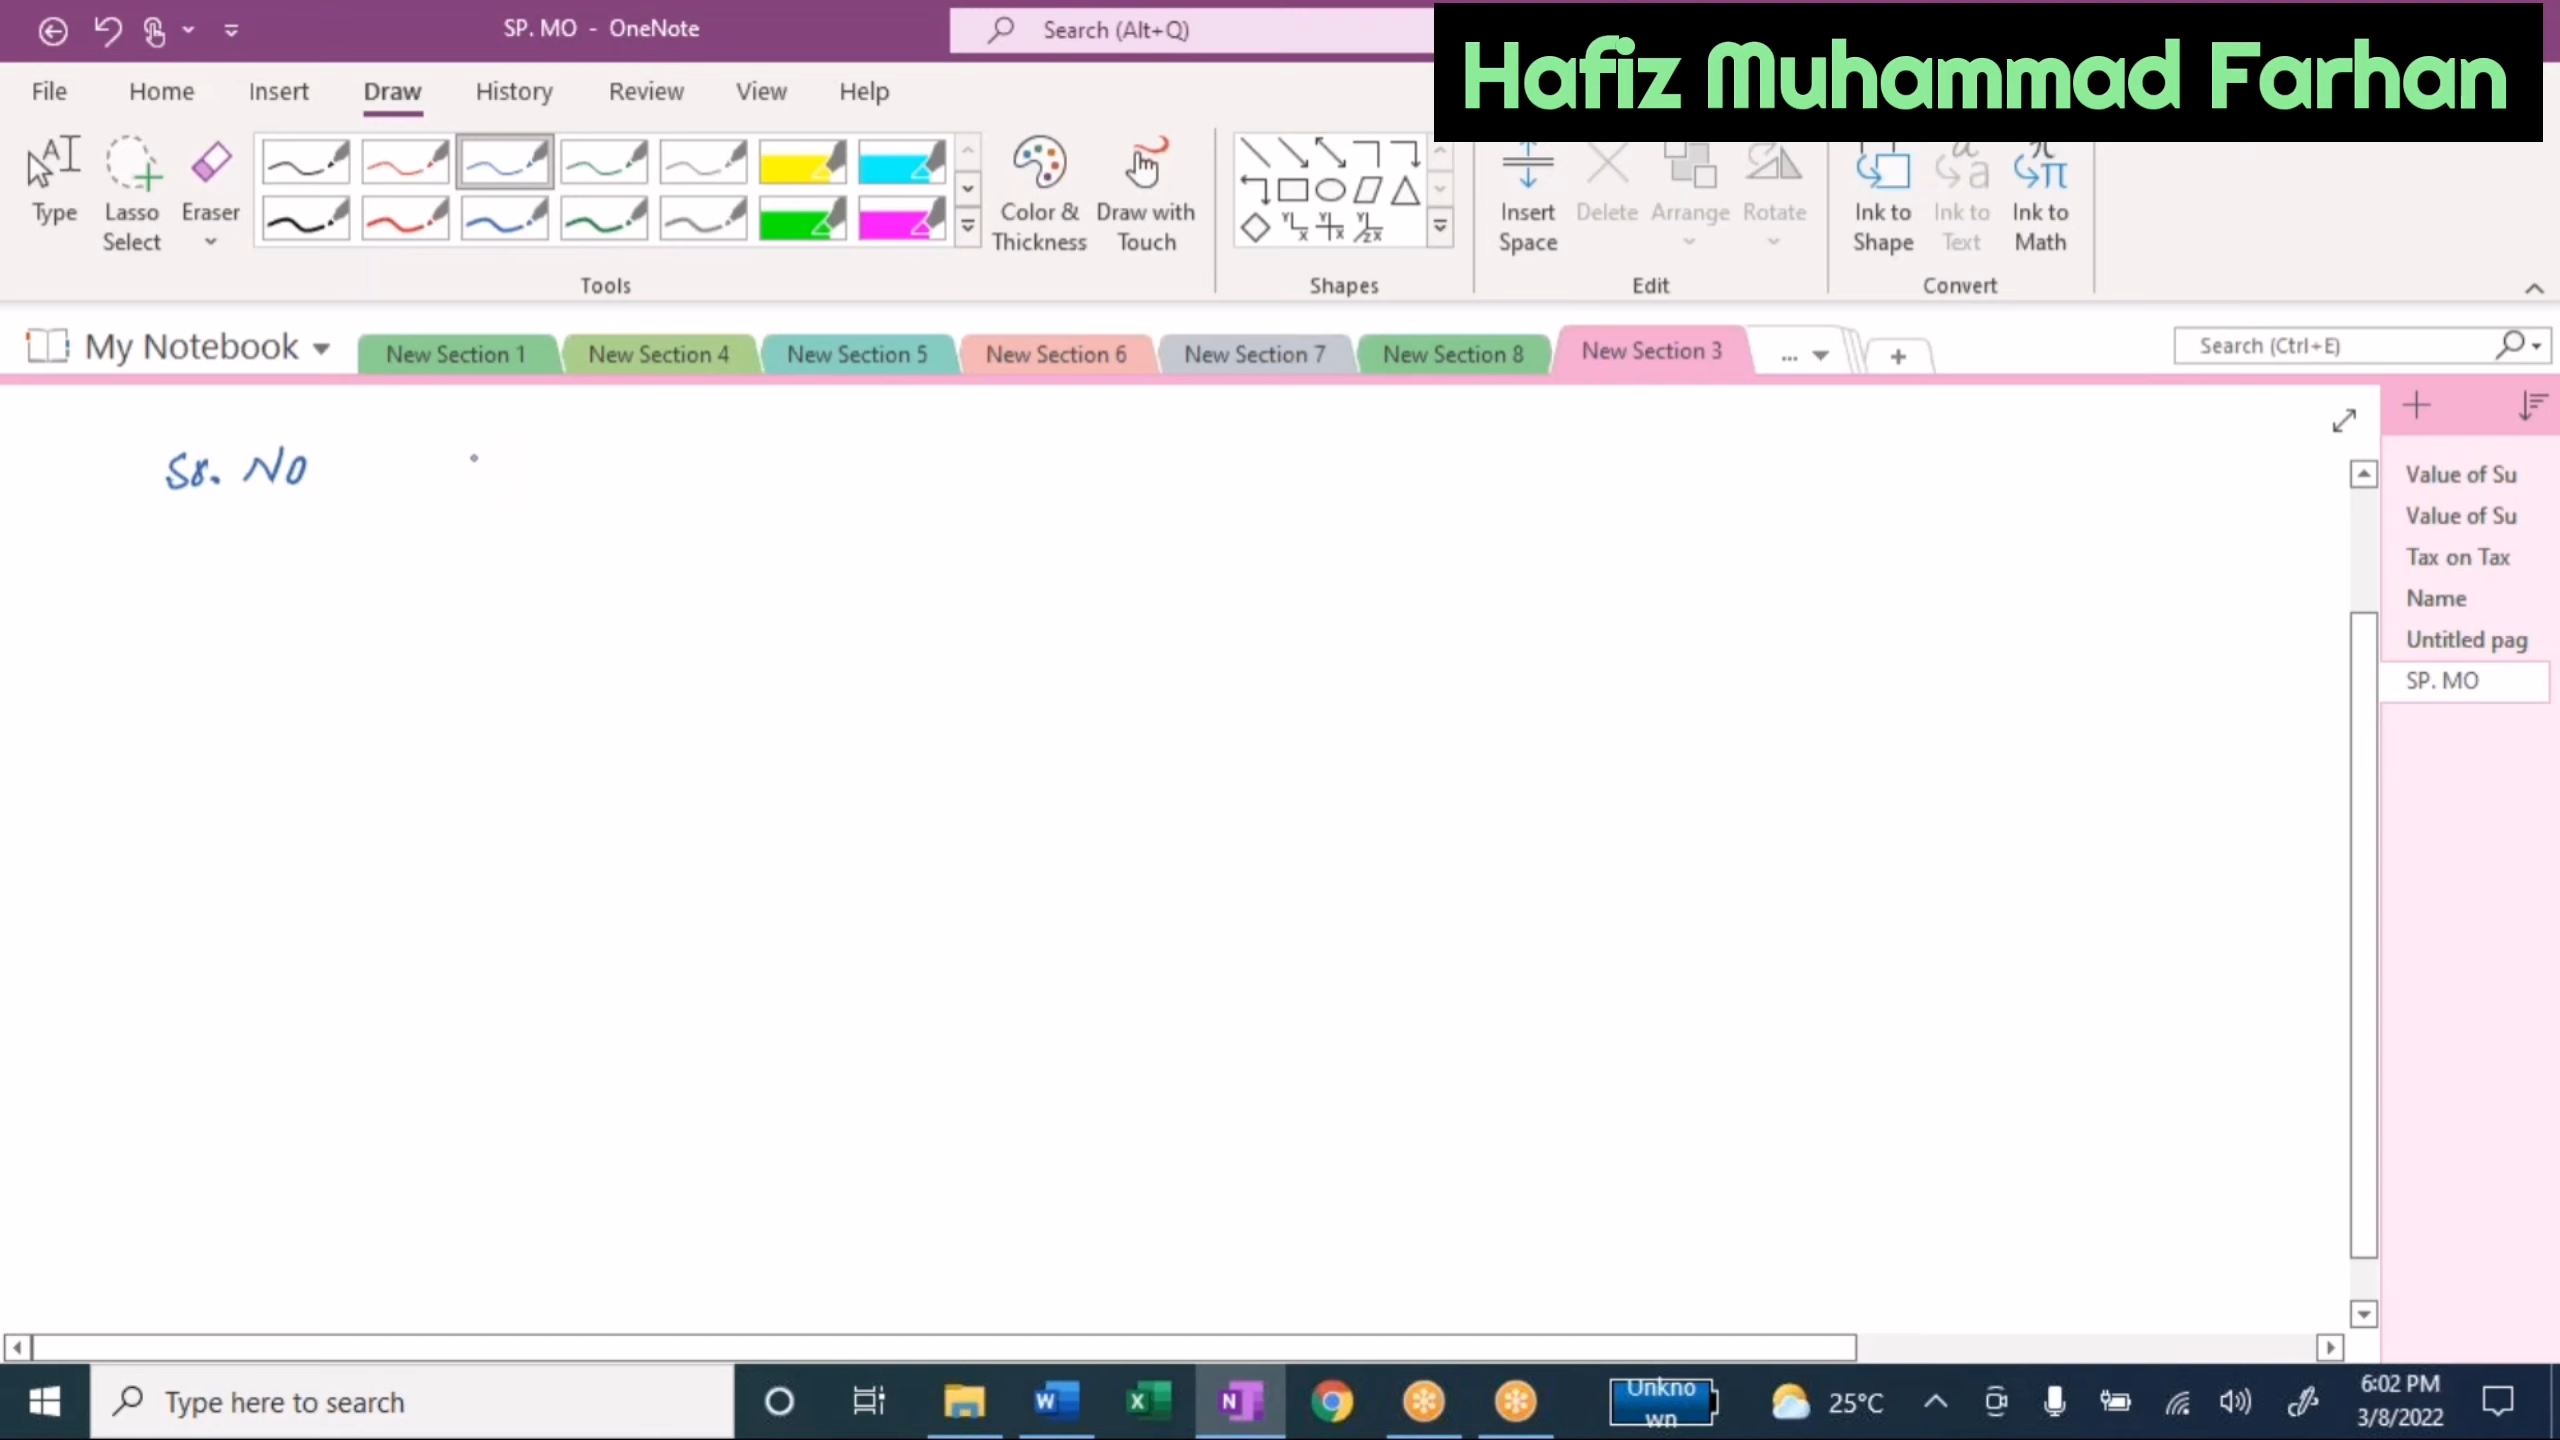 SP. MO - OneNote
Search (Alt+Q)
Hafiz Muhammad Farhan
File Home Insert Draw History Review View Help
Type
Lasso Select
Eraser
Color & Thickness
Draw with Touch
Insert Space
Delete
Arrange
Rotate
Ink to Shape
Ink to Text
Ink to Math
Tools
Shapes
Edit
Convert
My Notebook
New Section 1
New Section 4
New Section 5
New Section 6
New Section 7
New Section 8
New Section 3
...
Search (Ctrl+E)
Sr. No
Value of Su
Value of Su
Tax on Tax
Name
Untitled pag
SP. MO
Type here to search
Unkno
wn
25°C
6:02 PM
3/8/2022